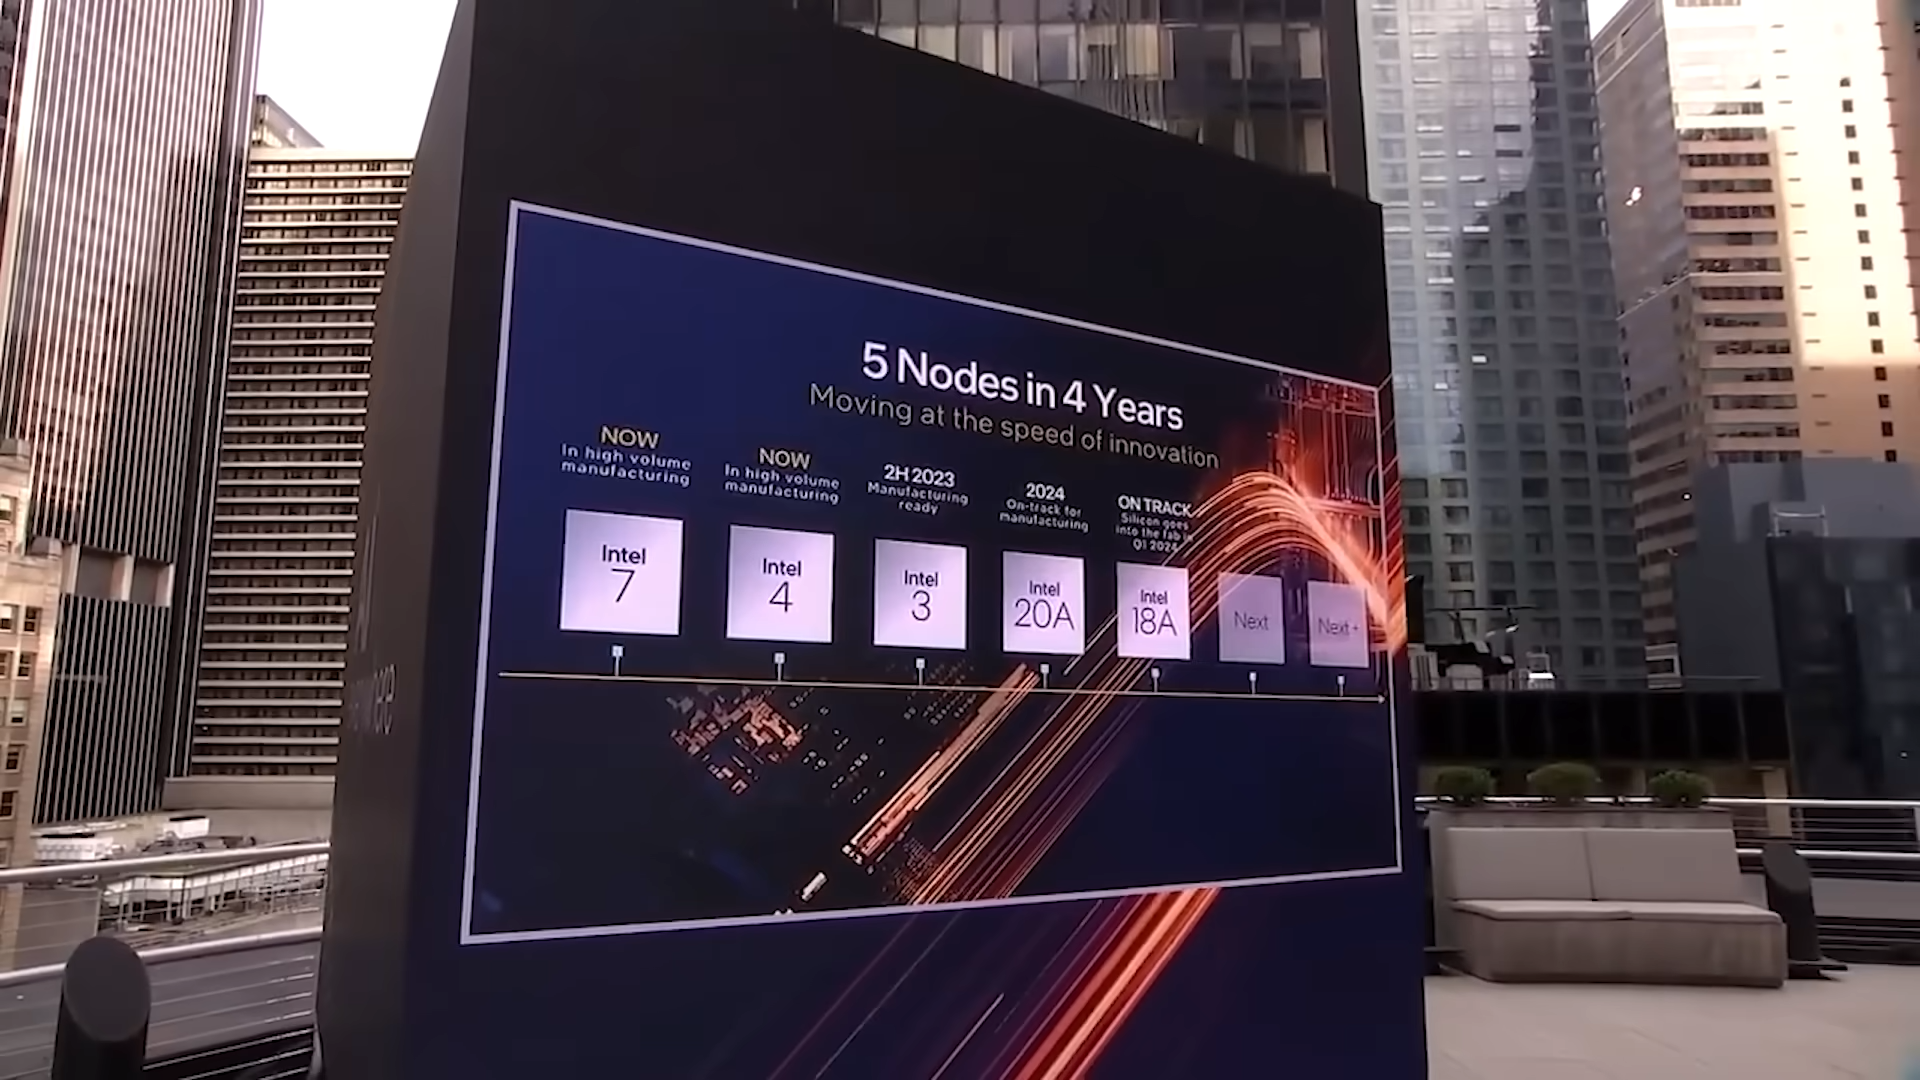 5 Nodes in 4 Years
Moving at the speed of innovation
NOW
In high volume
manufacturing
Intel
7
NOW
In high volume
manufacturing
Intel
4
2H 2023
Manufacturing
ready
Intel
3
2024
On-track for
manufacturing
Intel
20A
ON TRACK
Silicon goes
into the fab in
Q1 2024
Intel
18A
Next
Next+